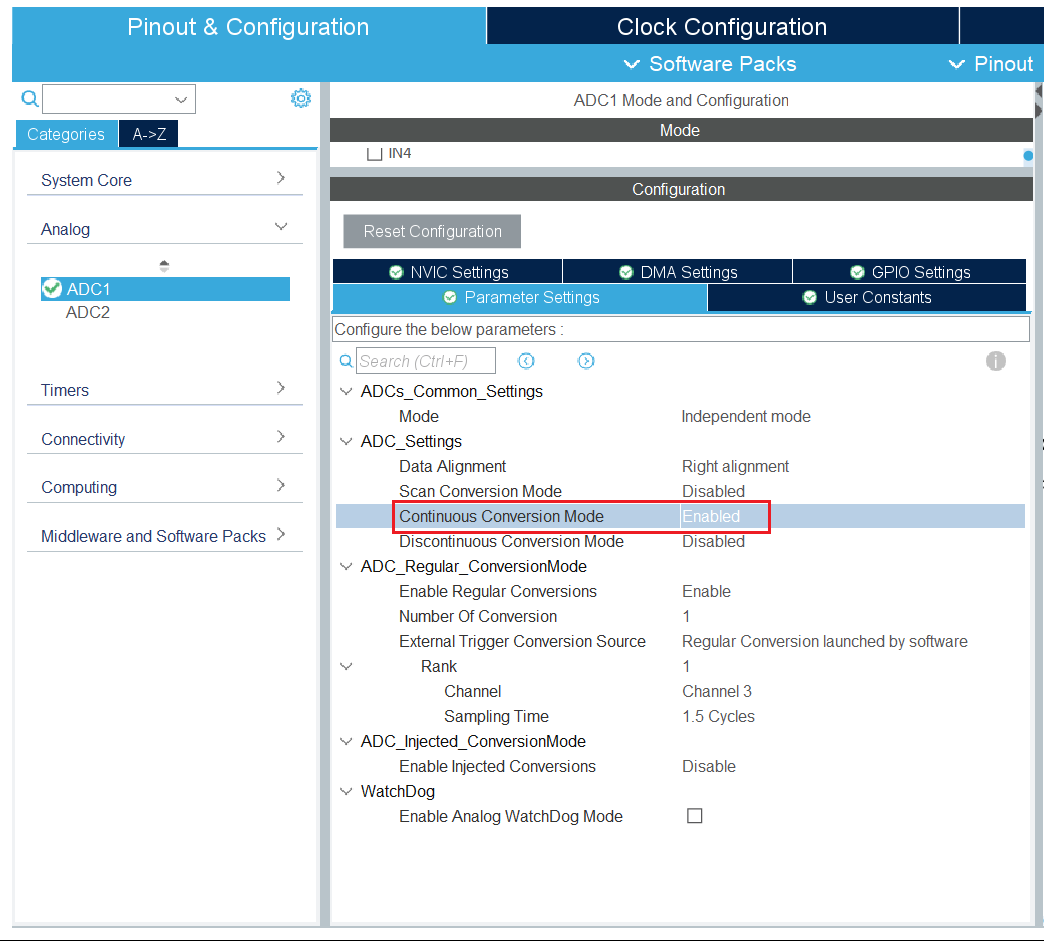 Pinout & Configuration
Clock Configuration
Software Packs
Pinout
Categories
A->Z
System Core
Analog
ADC1
ADC2
Timers
Connectivity
Computing
Middleware and Software Packs
ADC1 Mode and Configuration
Mode
IN4
Configuration
Reset Configuration
NVIC Settings
DMA Settings
GPIO Settings
Parameter Settings
User Constants
Configure the below parameters :
Search (Ctrl+F)
ADCs_Common_Settings
Mode Independent mode
ADC_Settings
Data Alignment Right alignment
Scan Conversion Mode Disabled
Continuous Conversion Mode Enabled
Discontinuous Conversion Mode Disabled
ADC_Regular_ConversionMode
Enable Regular Conversions Enable
Number Of Conversion 1
External Trigger Conversion Source Regular Conversion launched by software
Rank 1
Channel Channel 3
Sampling Time 1.5 Cycles
ADC_Injected_ConversionMode
Enable Injected Conversions Disable
WatchDog
Enable Analog WatchDog Mode